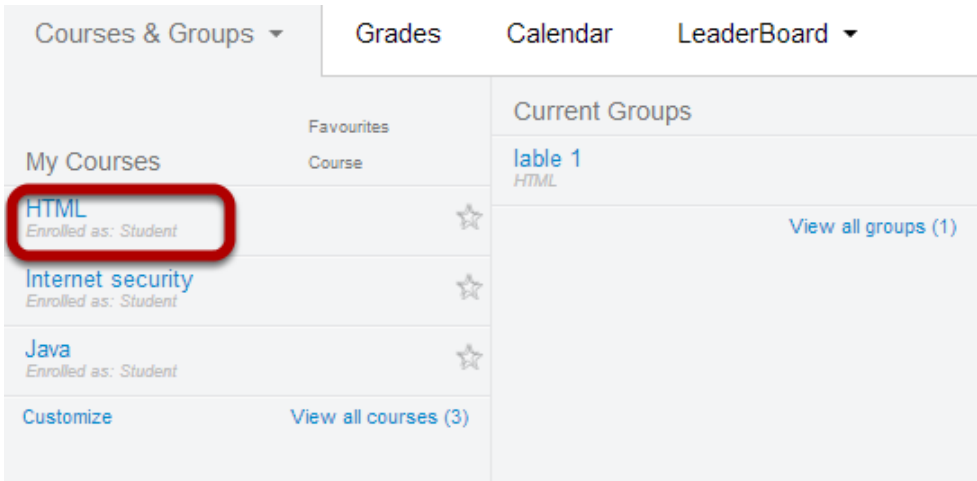 Courses & Groups Grades Calendar LeaderBoard
Favourites
My Courses Course
HTML
Enrolled as: Student
Internet security
Enrolled as: Student
Java
Enrolled as: Student
Customize View all courses (3)
Current Groups
lable 1
HTML
View all groups (1)